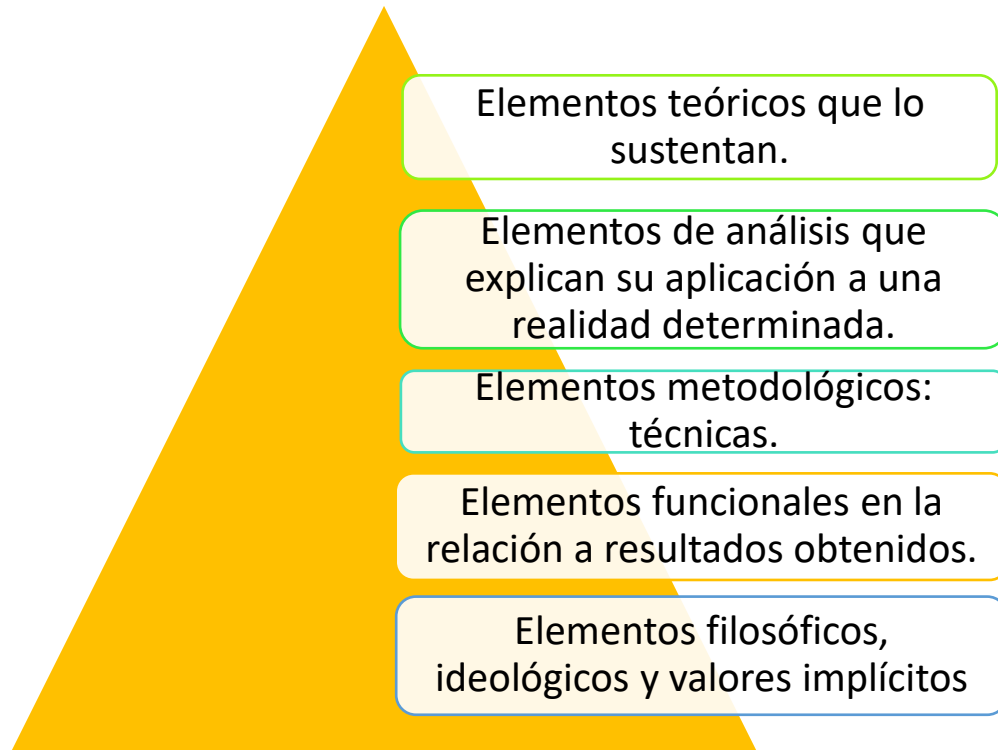 Elementos teóricos que lo
sustentan.
Elementos de análisis que
explican su aplicación a una
realidad determinada.
Elementos metodológicos:
técnicas.
Elementos funcionales en la
relación a resultados obtenidos.
Elementos filosóficos,
ideológicos y valores implícitos